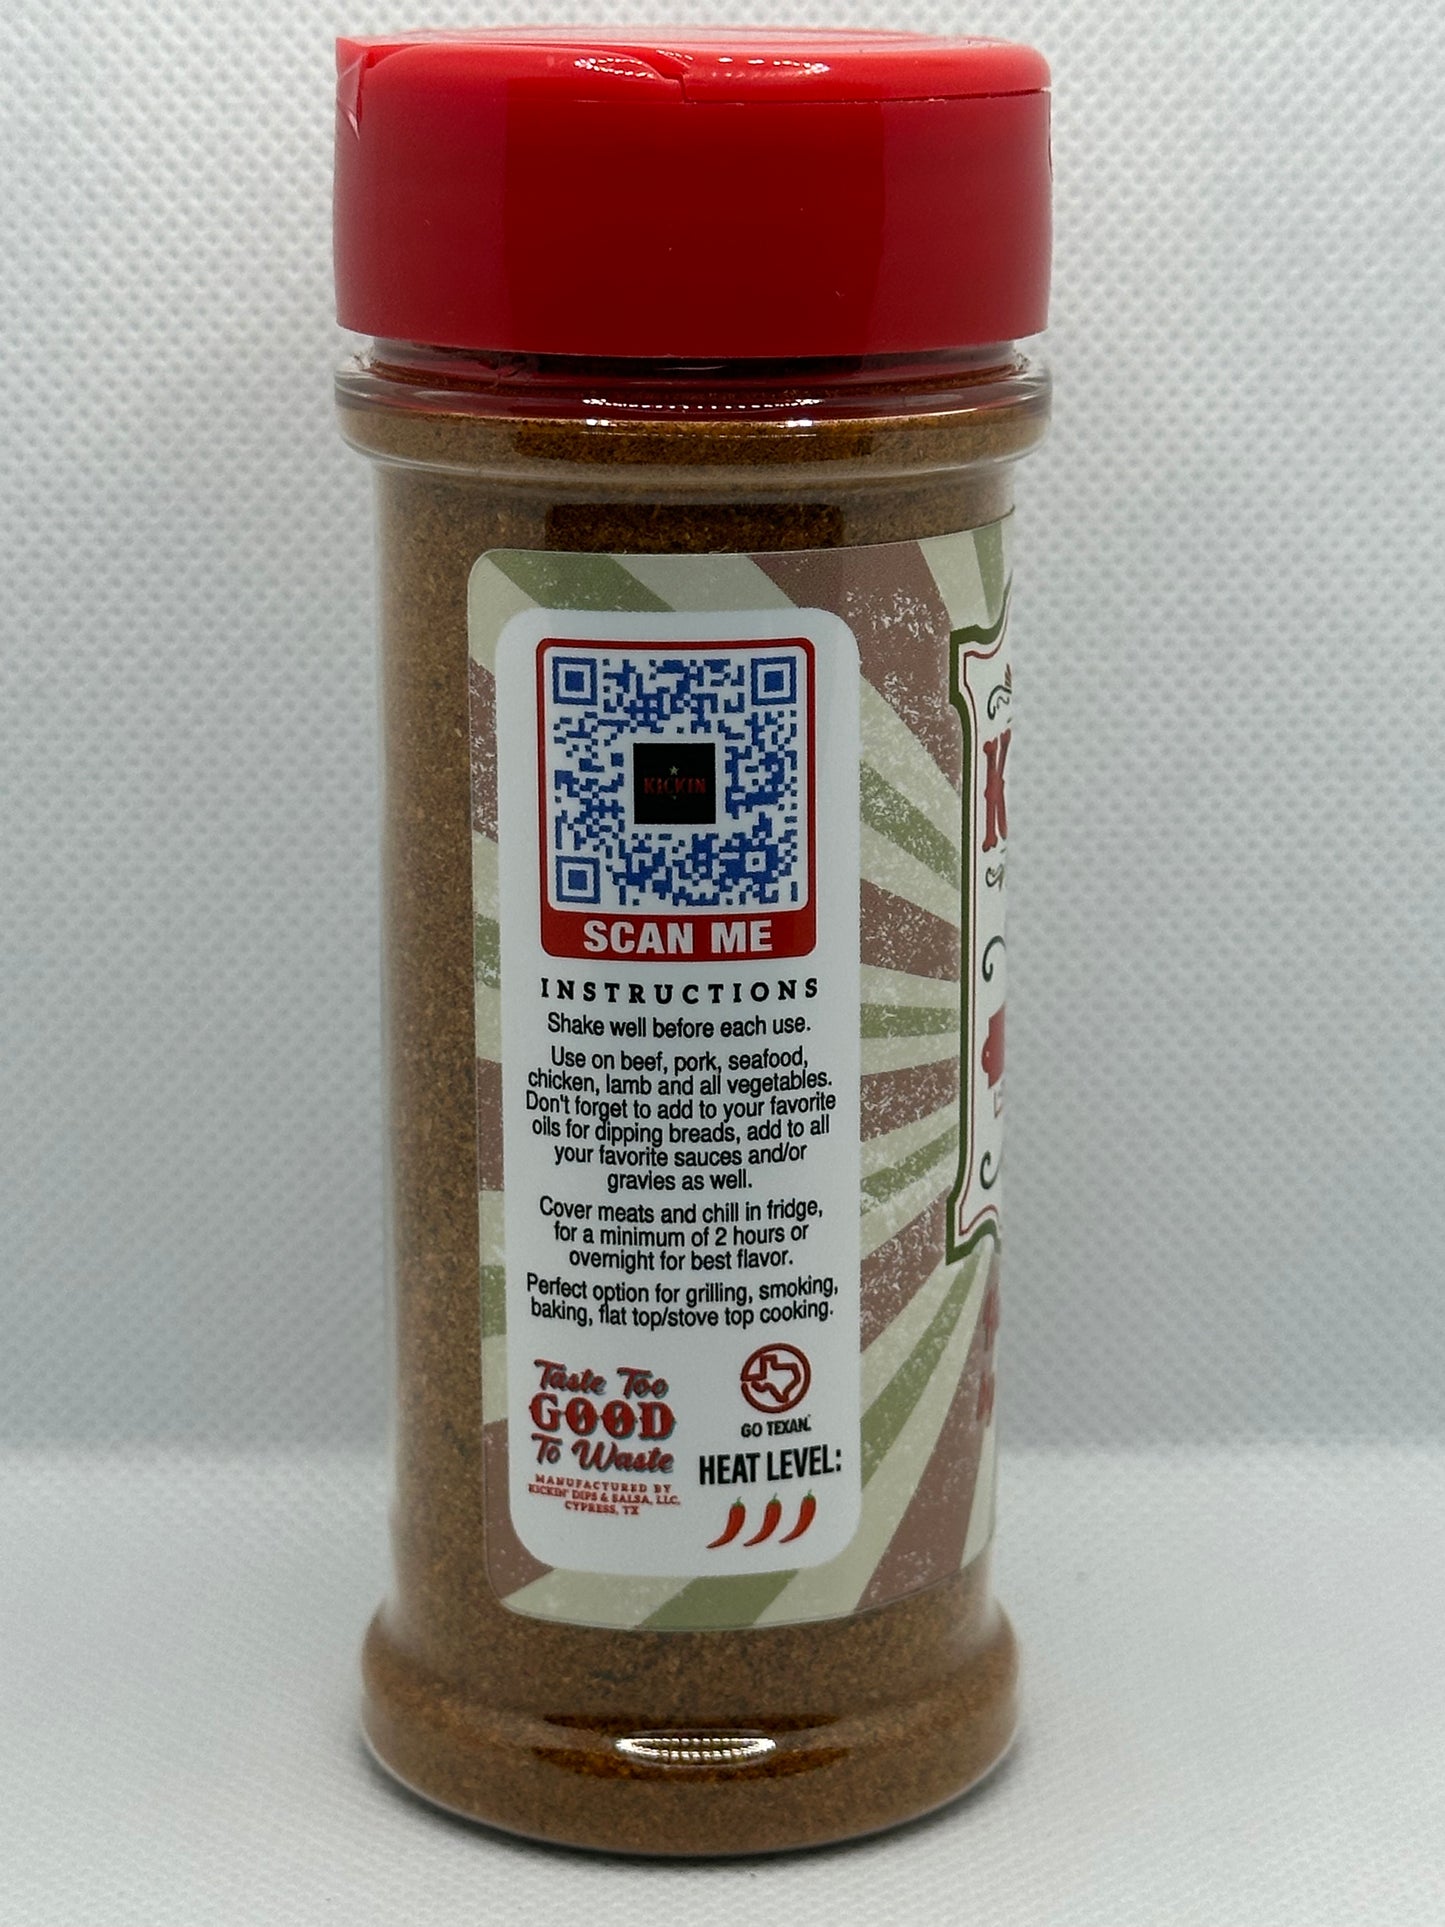 KICKIN
SCAN ME
INSTRUCTIONS
Shake well before each use.
Use on beef, pork, seafood,
chicken, lamb and all vegetables.
Don't forget to add to your favorite
oils for dipping breads, add to all
your favorite sauces and/or
gravies as well.
Cover meats and chill in fridge,
for a minimum of 2 hours or
overnight for best flavor.
Perfect option for grilling, smoking,
baking, flat top/stove top cooking.
Taste Too
GOOD
To Waste
MANUFACTURED BY
KICKIN' DIPS & SALSA, LLC.
CYPRESS, TX
GO TEXAN.
HEAT LEVEL:
K